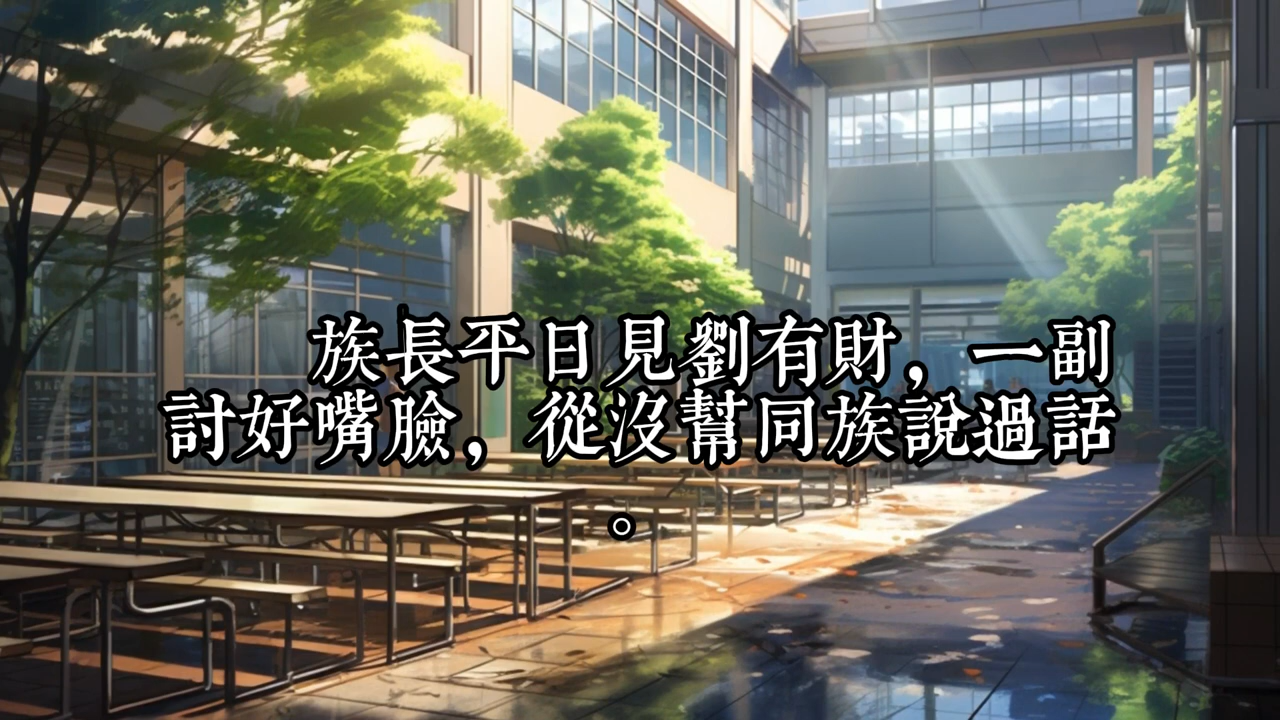 族長平日見劉有財，一副
討好嘴臉，從沒幫同族說過話
。